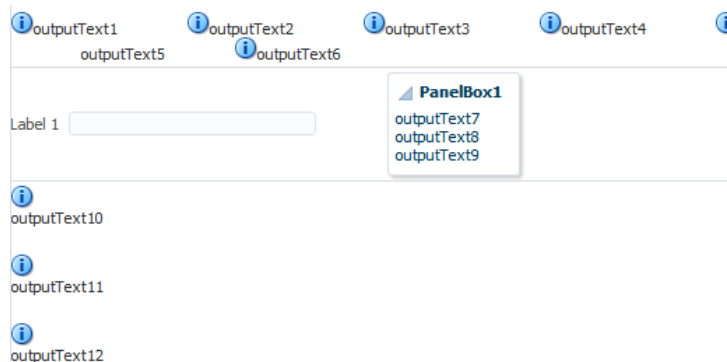 outputText1 outputText2 outputText3 outputText4
outputText5 outputText6
PanelBox1
Label 1
outputText7
outputText8
outputText9
outputText10
outputText11
outputText12